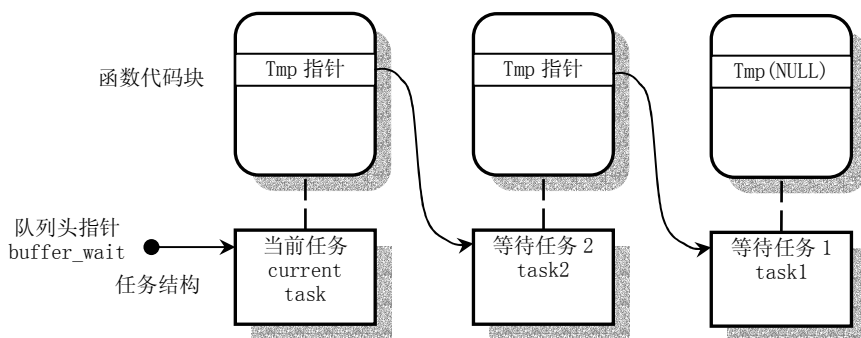 Tmp 指针
Tmp 指针
Tmp(NULL)
函数代码块
队列头指针
buffer_wait
任务结构
当前任务
current
task
等待任务 2
task2
等待任务 1
task1